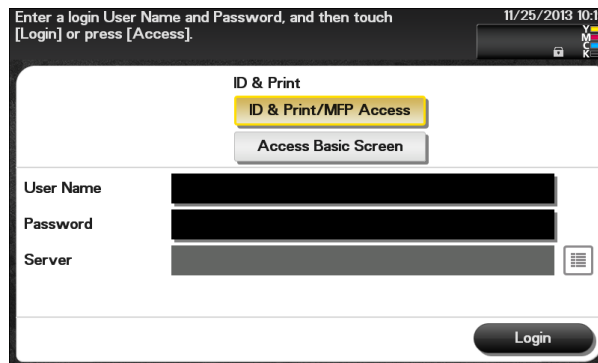 Enter a login User Name and Password, and then touch
[Login] or press [Access].
11/25/2013 10:1
Y
M
C
K
ID & Print
ID & Print/MFP Access
Access Basic Screen
User Name
Password
Server
Login